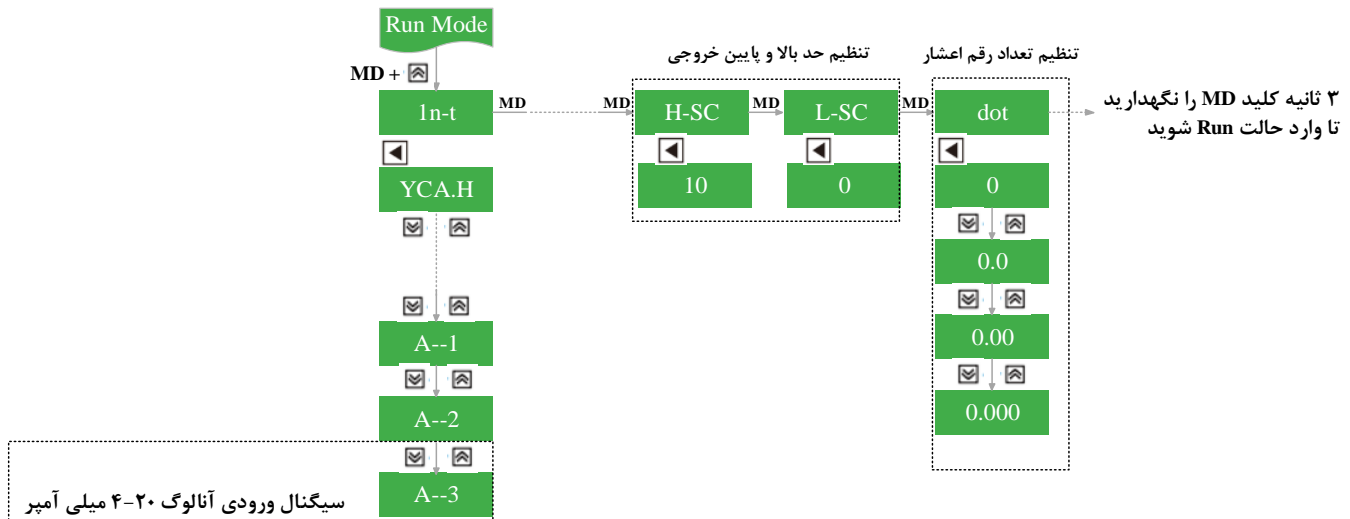 Run Mode
MD +
تنظیم حد بالا و پایین خروجی
تنظیم تعداد رقم اعشار
1n-t
MD
MD
H-SC
MD
L-SC
MD
dot
۳ ثانیه کلید MD را نگهدارید
تا وارد حالت Run شوید
YCA.H
10
0
0
0.0
A--1
0.00
A--2
0.000
A--3
سیگنال ورودی آنالوگ ۲۰-۴ میلی آمپر